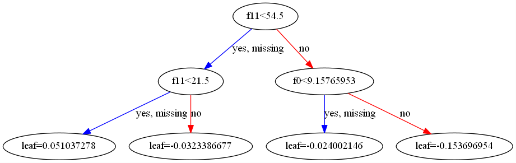 f11<54.5
yes, missing
no
f11<21.5
f0<9.15765953
yes, missing
no
yes, missing
no
leaf=0.051037278
leaf=-0.0323386677
leaf=-0.024002146
leaf=-0.153696954